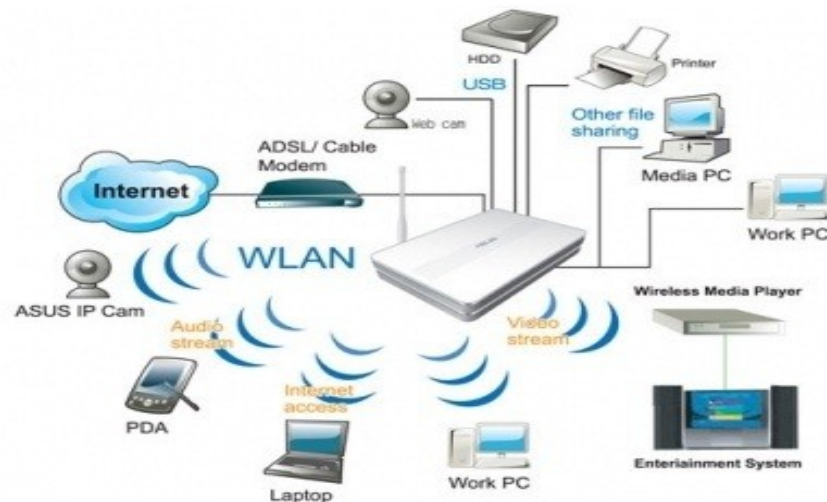 HDD
USB
Printer
Web cam
Other file
sharing
ADSL/ Cable
Modem
Media PC
Internet
Work PC
WLAN
ASUS IP Cam
Wireless Media Player
Audio
stream
Video
stream
PDA
Internet
access
Laptop
Work PC
Enteriainment System